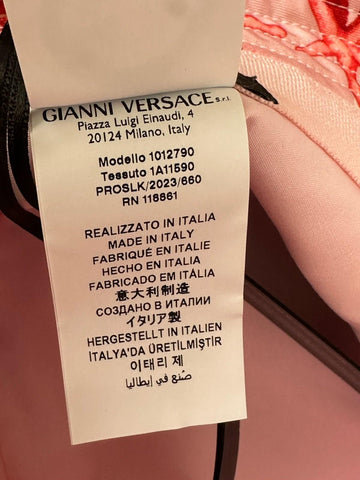 GIANNI VERSACE s.r.l.
Piazza Luigi Einaudi, 4
20124 Milano, Italy
Modello 1012790
Tessuto 1A11590
PROSLK/2023/660
RN 116861
REALIZZATO IN ITALIA
MADE IN ITALY
FABRIQUÉ EN ITALIE
HECHO EN ITALIA
FABRICADO EM ITÁLIA
意大利制造
СОЗДАНО В ИТАЛИИ
イタリア製
HERGESTELLT IN ITALIEN
İTALYA'DA ÜRETİLMİŞTİR
이태리 제
صُنع في إيطاليا